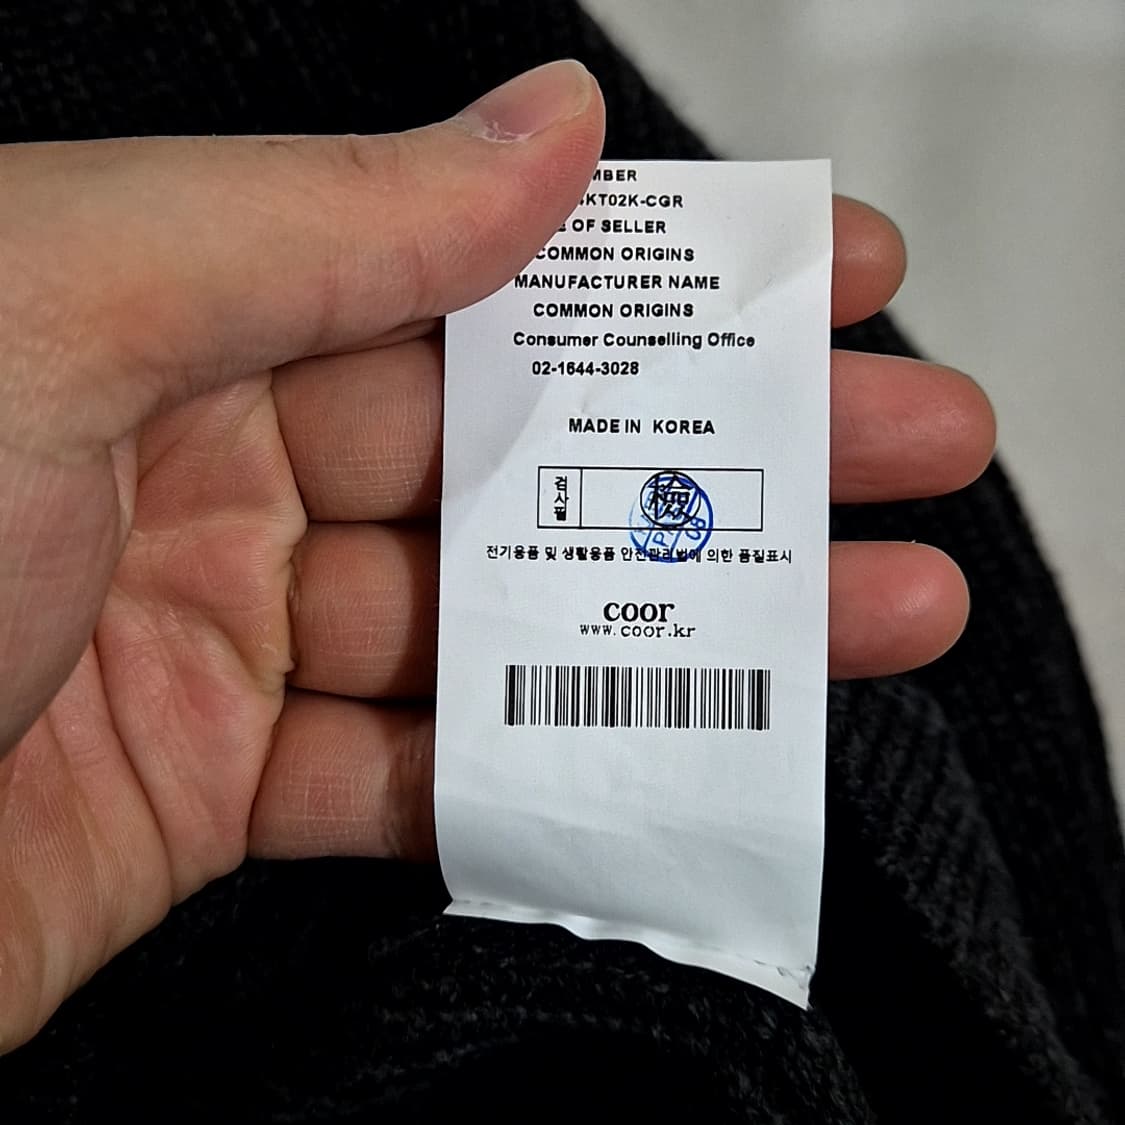 KT02K-CGR
OF SELLER
COMMON ORIGINS
MANUFACTURER NAME
COMMON ORIGINS
Consumer Counselling Office
02-1644-3028
MADE IN KOREA
검사필
檢
전기용품 및 생활용품 안전관리법에 의한 품질표시
coor
www.coor.kr